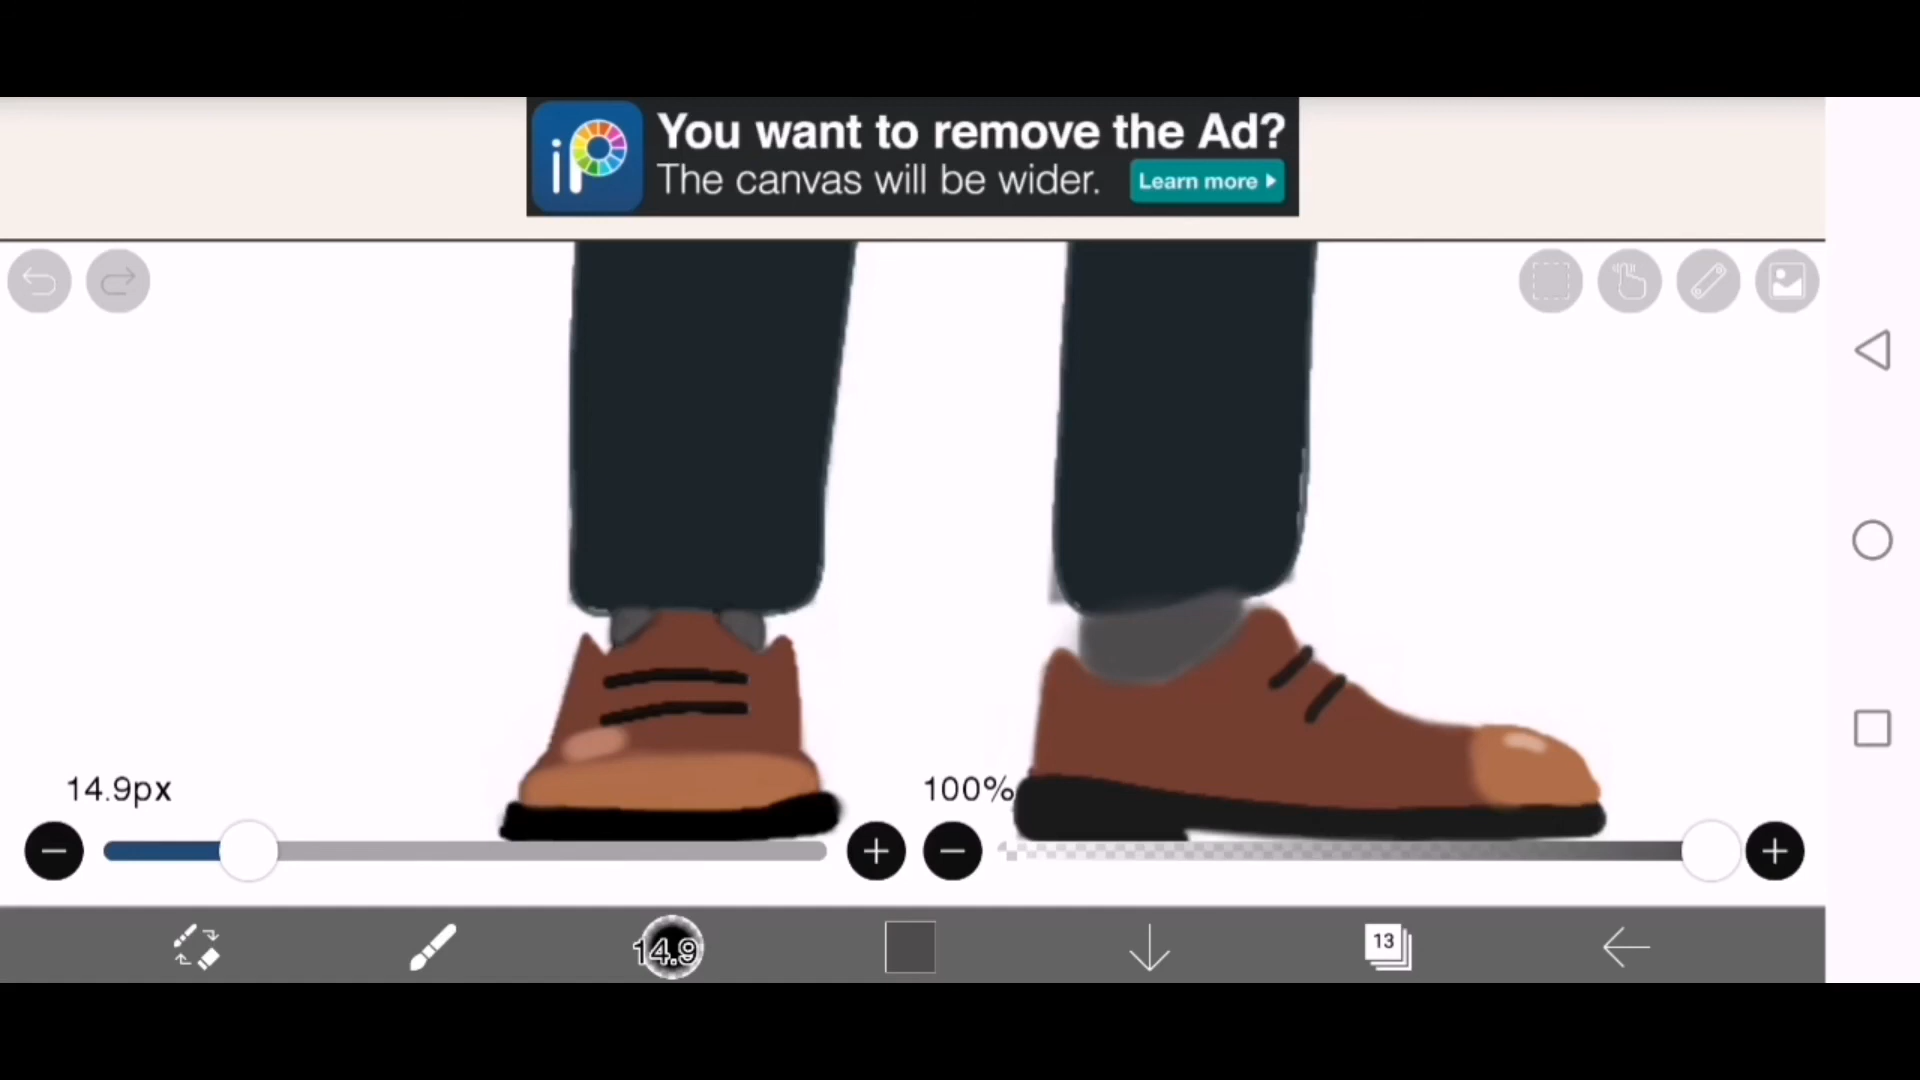 iP
You want to remove the Ad?
The canvas will be wider.
Learn more
14.9px
100%
14.9
13